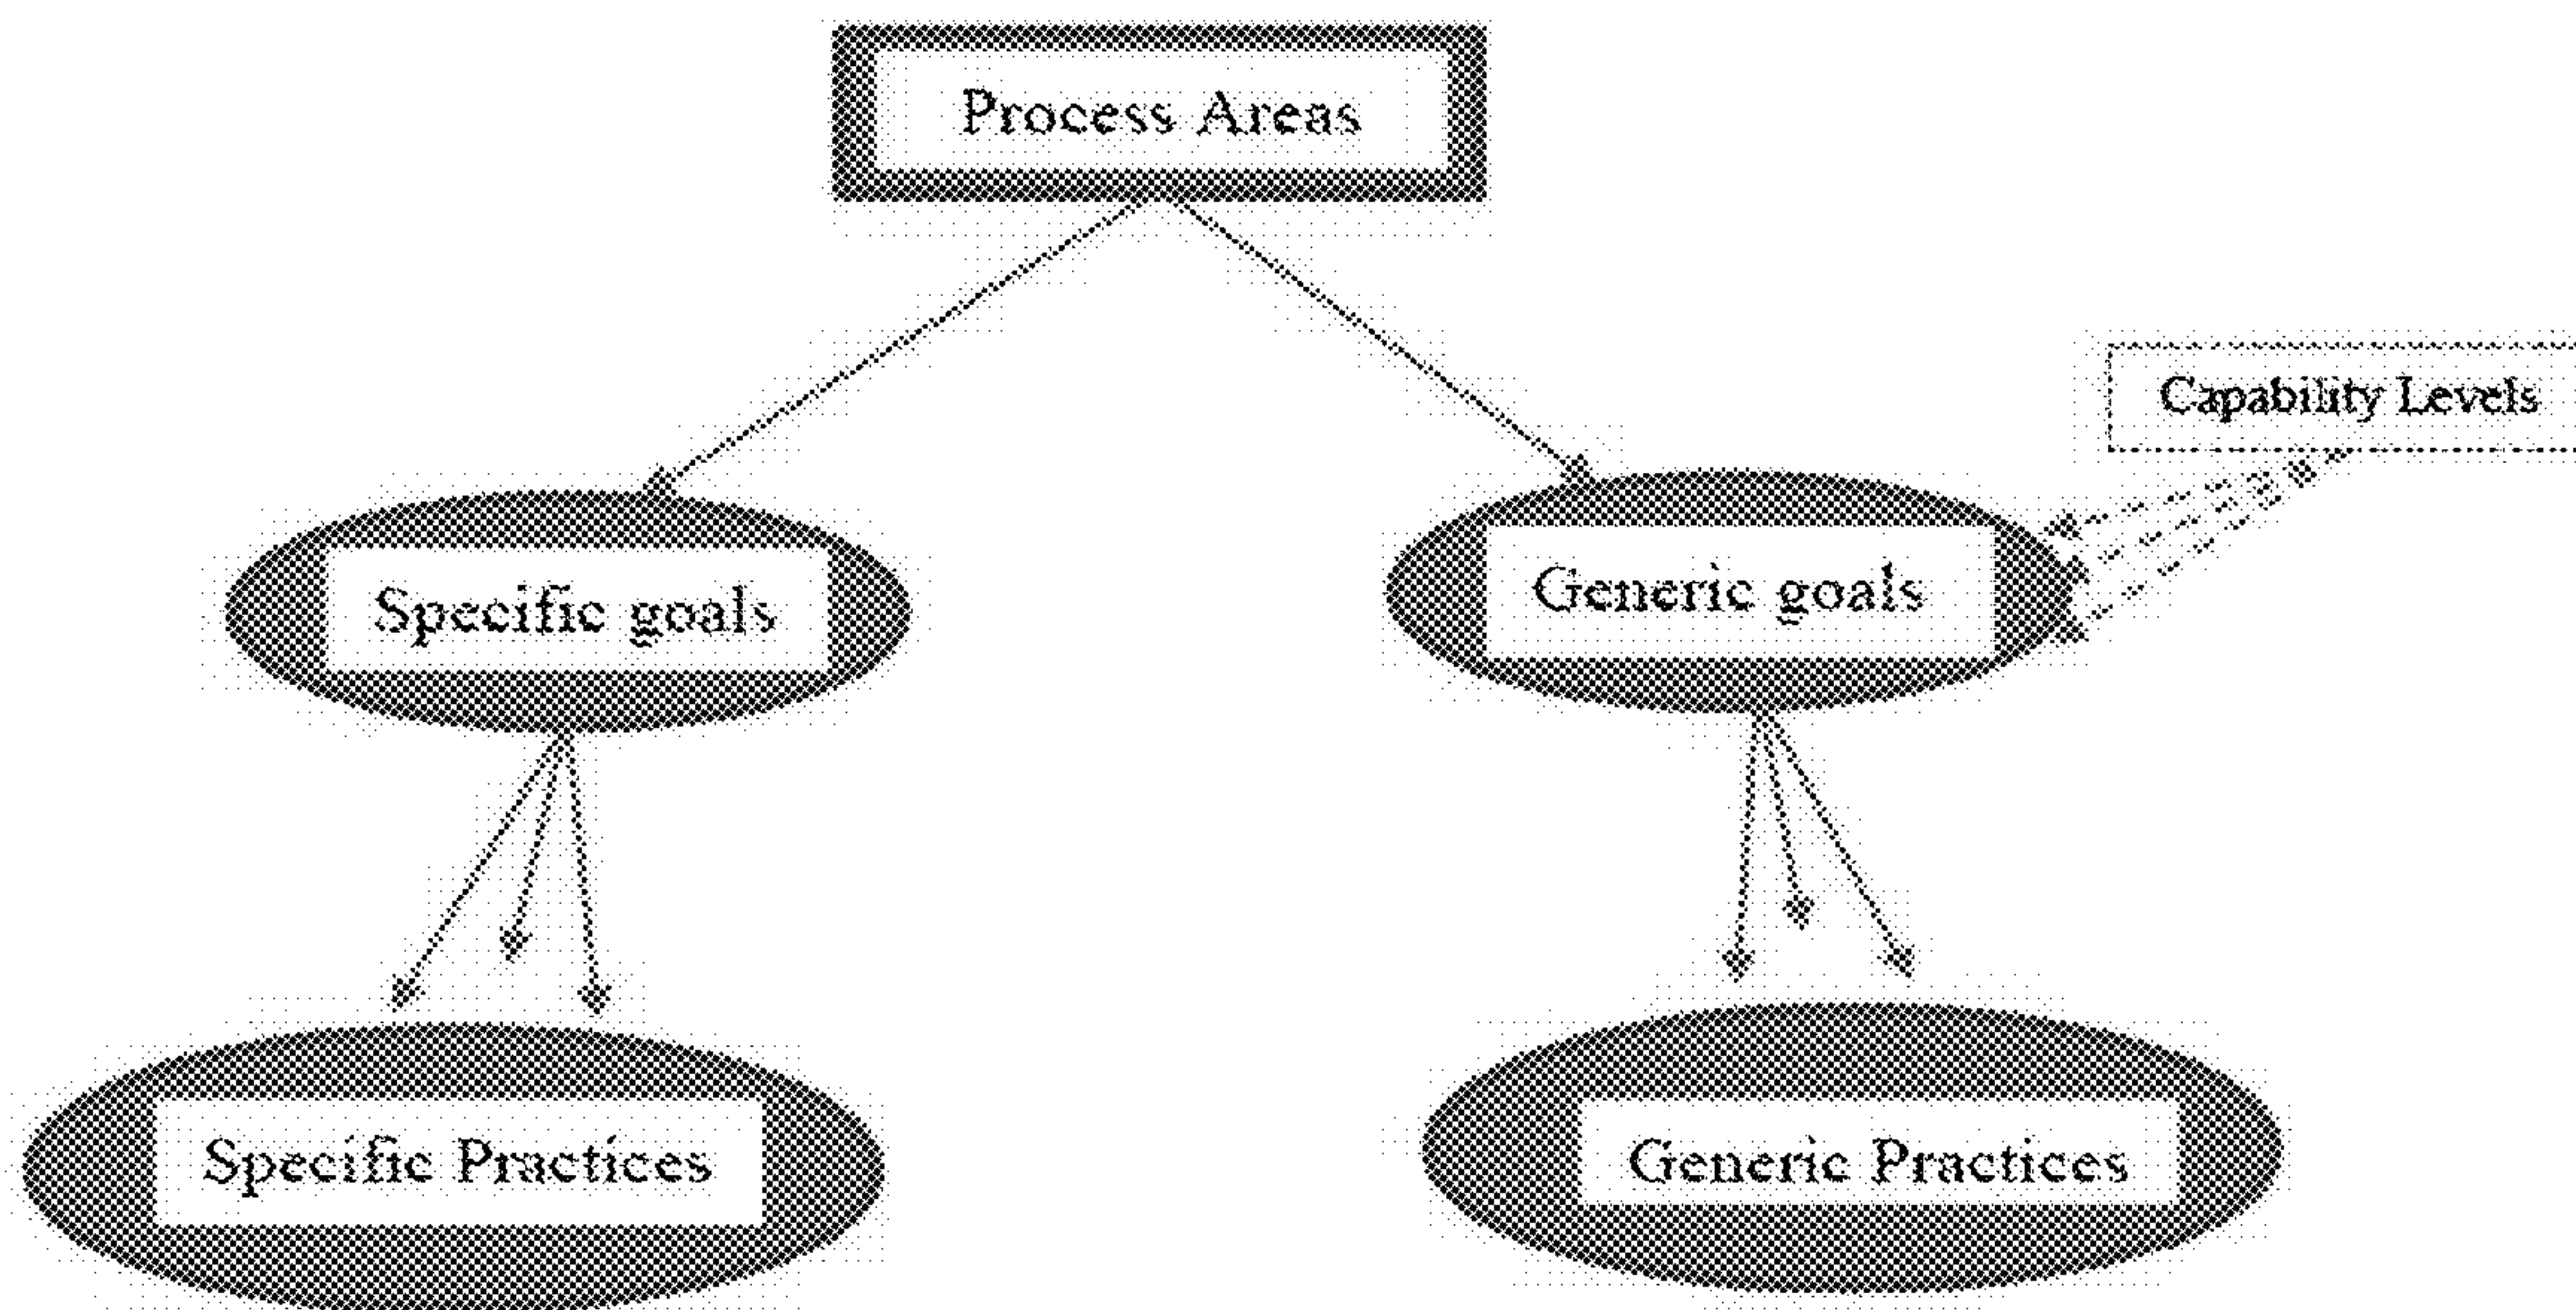 Process Areas
Capability Levels
Specific goals
Generic goals
Specific Practices
Generic Practices